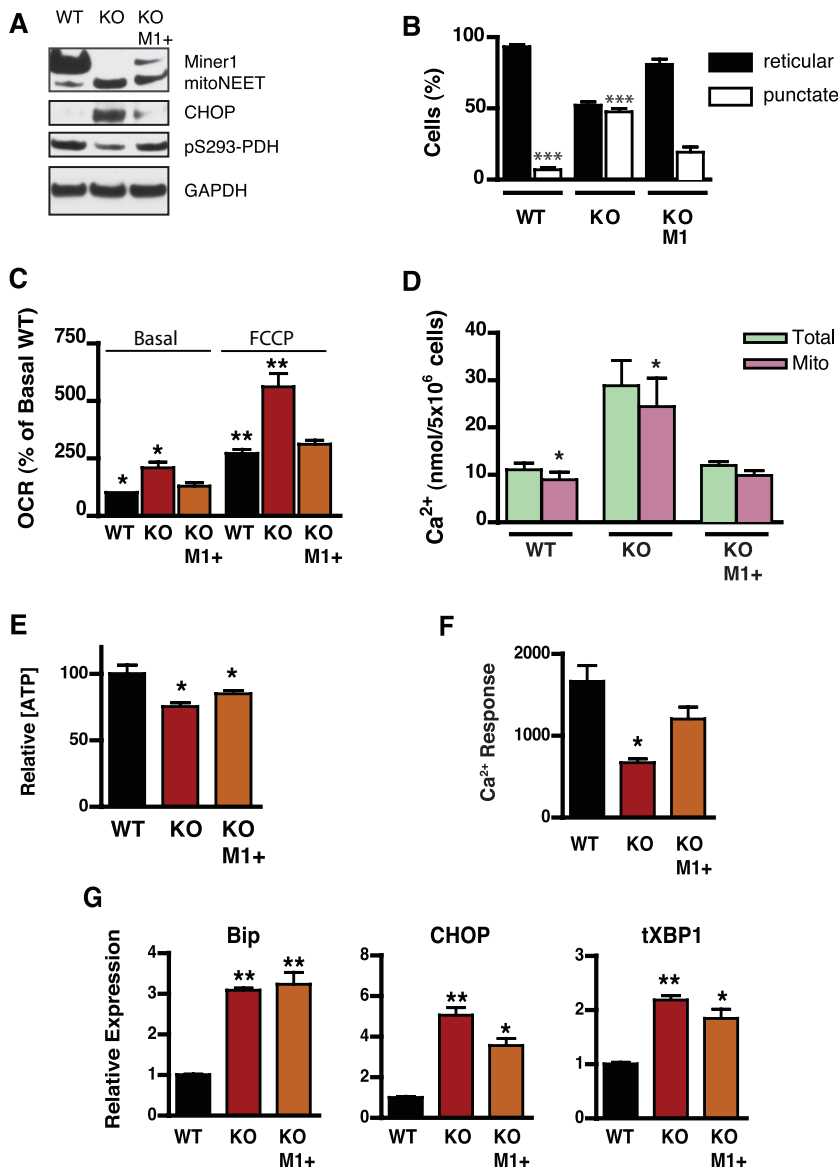 A
WT KO KO
M1+
Miner1
mitoNEET
CHOP
pS293-PDH
GAPDH
B
Cells (%)
100
50
0
***
***
reticular
punctate
WT KO KO
M1
C
OCR (% of Basal WT)
750
500
250
0
Basal FCCP
* * ** **
WT KO KO WT KO KO
M1+ M1+
D
Ca2+ (nmol/5x10^6 cells)
40
30
20
10
0
* *
Total
Mito
WT KO KO
M1+
E
Relative [ATP]
100
50
0
* *
WT KO KO
M1+
F
Ca2+ Response
2000
1000
0
*
WT KO KO
M1+
G
Relative Expression
Bip
4
3
2
1
0
** **
WT KO KO
M1+
CHOP
8
6
4
2
0
** *
WT KO KO
M1+
tXBP1
3
2
1
0
** *
WT KO KO
M1+